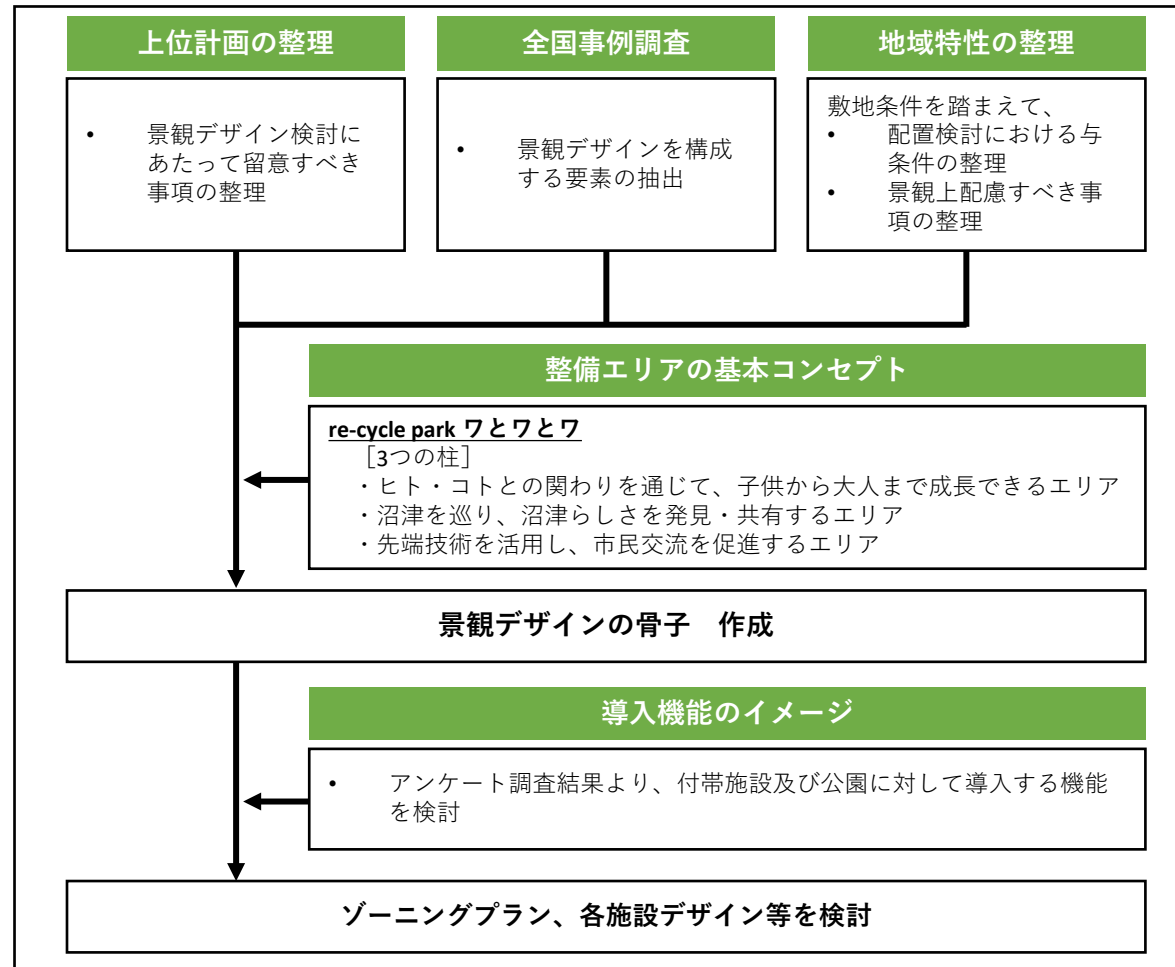 上位計画の整理
• 景観デザイン検討に
あたって留意すべき
事項の整理
全国事例調査
• 景観デザインを構成
する要素の抽出
地域特性の整理
敷地条件を踏まえて、
• 配置検討における与
条件の整理
• 景観上配慮すべき事
項の整理
整備エリアの基本コンセプト
re-cycle park ワとワとワ
［3つの柱］
・ヒト・コトとの関わりを通じて、子供から大人まで成長できるエリア
・沼津を巡り、沼津らしさを発見・共有するエリア
・先端技術を活用し、市民交流を促進するエリア
景観デザインの骨子　作成
導入機能のイメージ
• アンケート調査結果より、付帯施設及び公園に対して導入する機能
を検討
ゾーニングプラン、各施設デザイン等を検討